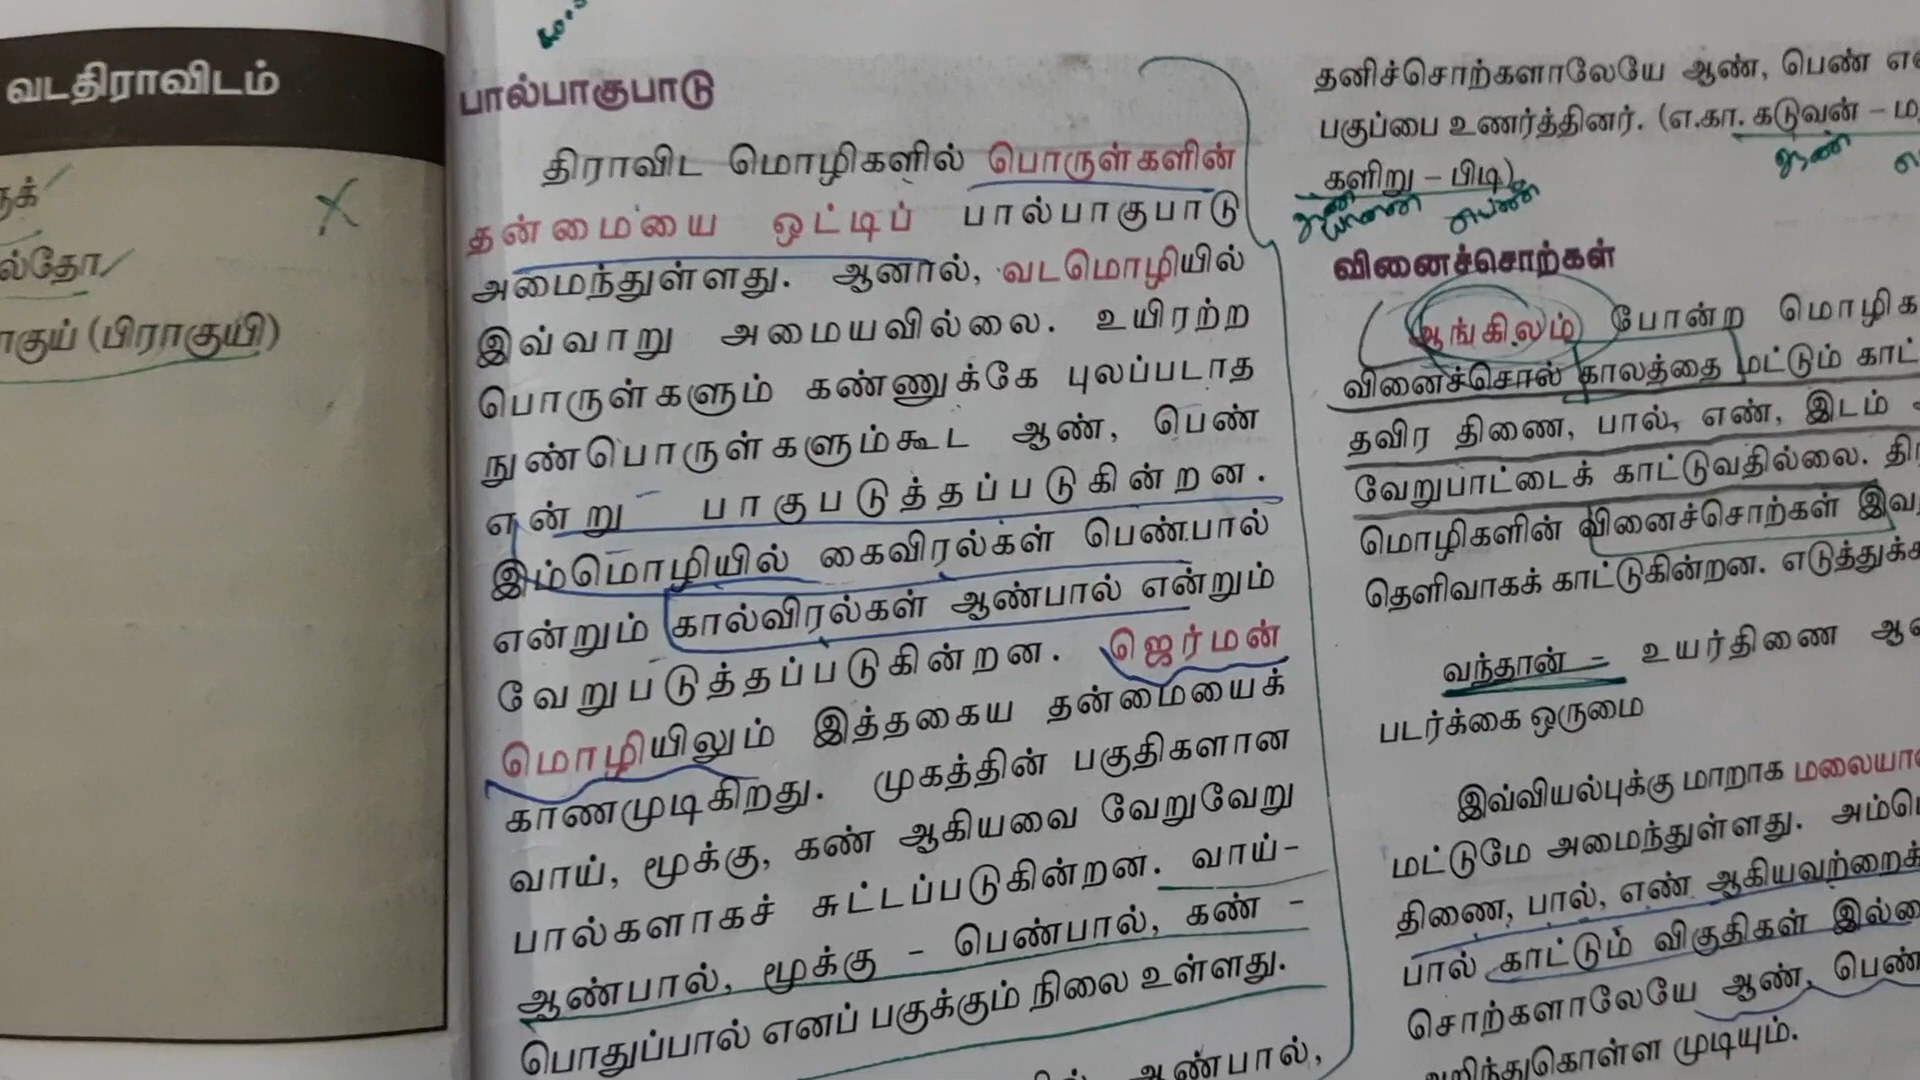 வடதிராவிடம்
(பிராகுயி)
பால்பாகுபாடு
திராவிட மொழிகளில் பொருள்களின்
தன்மையை ஒட்டிப் பால்பாகுபாடு
அமைந்துள்ளது. ஆனால், வடமொழியில்
இவ்வாறு அமையவில்லை. உயிரற்ற
பொருள்களும் கண்ணுக்கே புலப்படாத
நுண்பொருள்களும்கூட ஆண், பெண்
என்று பாகுபடுத்தப்படுகின்றன.
இம்மொழியில் கைவிரல்கள் பெண்பால்
என்றும் கால்விரல்கள் ஆண்பால் என்றும்
வேறுபடுத்தப்படுகின்றன. ஜெர்மன்
மொழியிலும் இத்தகைய தன்மையைக்
காணமுடிகிறது. முகத்தின் பகுதிகளான
வாய், மூக்கு, கண் ஆகியவை வேறுவேறு
பால்களாகச் சுட்டப்படுகின்றன. வாய்-
ஆண்பால், மூக்கு - பெண்பால், கண் -
பொதுப்பால் எனப் பகுக்கும் நிலை உள்ளது.
ஆண்பால்,
தனிச்சொற்களாலேயே ஆண், பெண்
பகுப்பை உணர்த்தினர். (எ.கா. கடுவன் -
ஆண்
களிறு - பிடி)
பெண்
வினைச்சொற்கள்
ஆங்கிலம் போன்ற
வினைச்சொல் காலத்தை மட்டும்
தவிர திணை, பால், எண், இடம்
வேறுபாட்டைக் காட்டுவதில்லை.
மொழிகளின் வினைச்சொற்கள்
தெளிவாகக் காட்டுகின்றன.
வந்தான் - உயர்திணை
படர்க்கை ஒருமை
இவ்வியல்புக்கு மாறாக
மட்டுமே அமைந்துள்ளது.
திணை, பால், எண் ஆகியவற்றைக்
பால் காட்டும் விகுதிகள்
சொற்களாலேயே ஆண், பெண்
அறிந்துகொள்ள முடியும்.